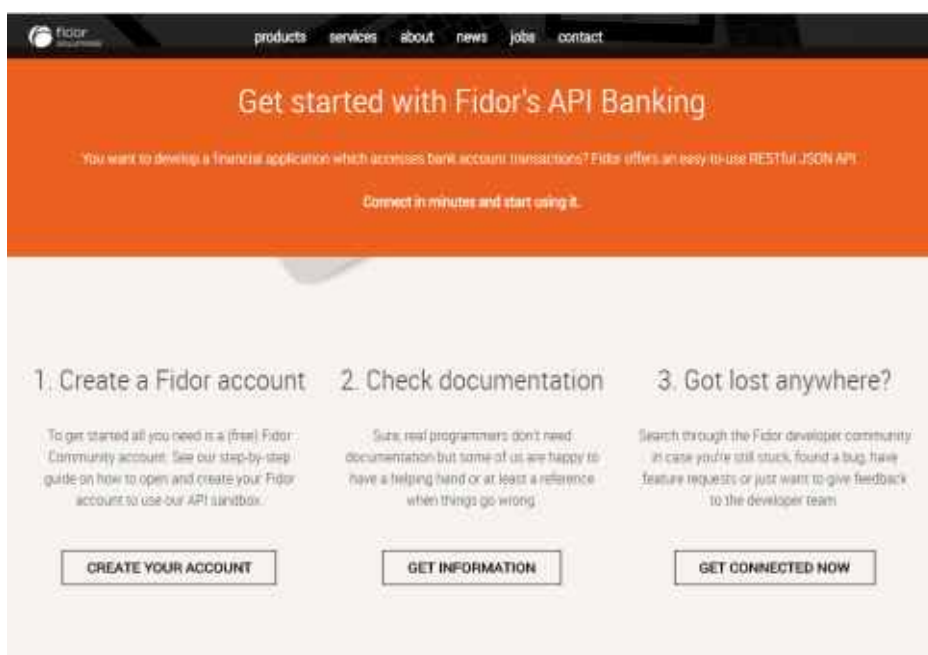 fidor
products services about news jobs contact
Get started with Fidor's API Banking
You want to develop a financial application which accesses bank account transactions? Fidor offers an easy-to-use RESTful JSON API
Connect in minutes and start using it.
1. Create a Fidor account
To get started all you need is a (free) Fidor
Community account. See our step-by-step
guide on how to open and create your Fidor
account to use our API sandbox.
CREATE YOUR ACCOUNT
2. Check documentation
Sure, real programmers don't need
documentation but some of us are happy to
have a helping hand or at least a reference
when things go wrong.
GET INFORMATION
3. Got lost anywhere?
Search through the Fidor developer community
in case you're still stuck, found a bug, have
feature requests or just want to give feedback
to the developer team.
GET CONNECTED NOW